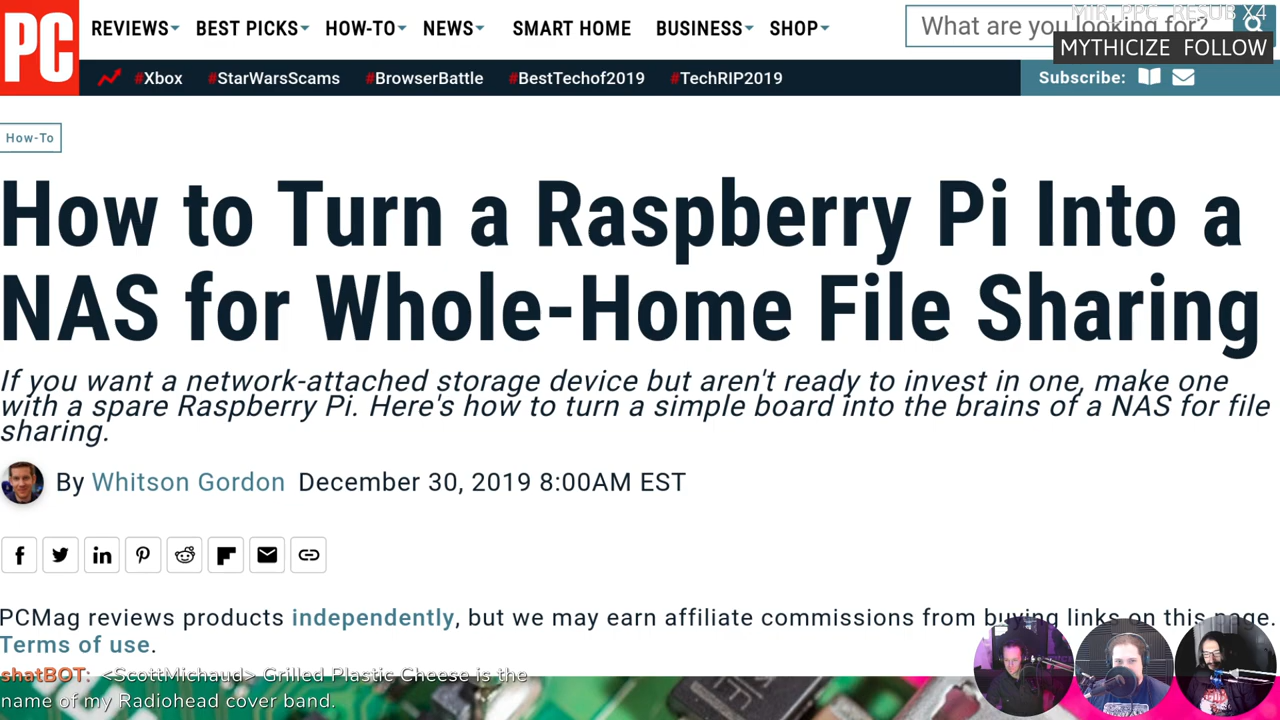 PC
REVIEWS BEST PICKS HOW-TO NEWS SMART HOME BUSINESS SHOP
What are you looking for?
MIR_PPC_ RESUB X4
MYTHICIZE FOLLOW
#Xbox #StarWarsScams #BrowserBattle #BestTechof2019 #TechRIP2019
Subscribe:
How-To
How to Turn a Raspberry Pi Into a
NAS for Whole-Home File Sharing
If you want a network-attached storage device but aren't ready to invest in one, make one
with a spare Raspberry Pi. Here's how to turn a simple board into the brains of a NAS for file
sharing.
By Whitson Gordon December 30, 2019 8:00AM EST
PCMag reviews products independently, but we may earn affiliate commissions from buying links on this page.
Terms of use.
shatBOT: <ScottMichaud> Grilled Plastic Cheese is the
name of my Radiohead cover band.